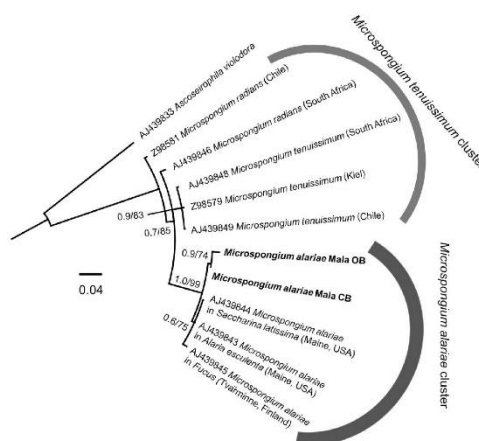 AJ439833 Ascoseirophila violodora
Z98581 Microspongium radians (Chile)
AJ439846 Microspongium radians (South Africa)
AJ439848 Microspongium tenuissimum (South Africa)
Z98579 Microspongium tenuissimum (Kiel)
AJ439849 Microspongium tenuissimum (Chile)
Microspongium tenuissimum cluster
0.9/83
0.7/85
0.9/74
Microspongium alariae Maia OB
1.0/99
Microspongium alariae Maia CB
AJ439844 Microspongium alariae
in Saccharina latissima (Maine, USA)
0.6/75
AJ439843 Microspongium alariae
in Alaria esculenta (Maine, USA)
AJ439845 Microspongium alariae
in Fucus (Tvärminne, Finland)
Microspongium alariae cluster
0.04